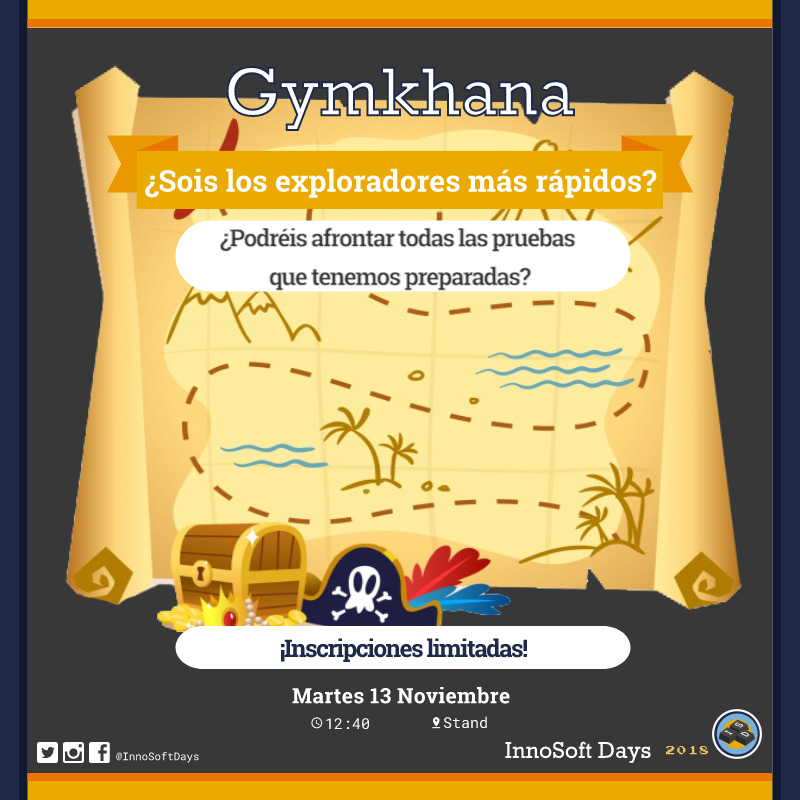 Gymkhana
¿Sois los exploradores más rápidos?
¿Podréis afrontar todas las pruebas
que tenemos preparadas?
¡Inscripciones limitadas!
Martes 13 Noviembre
12:40 Stand
@InnoSoftDays
InnoSoft Days 2018